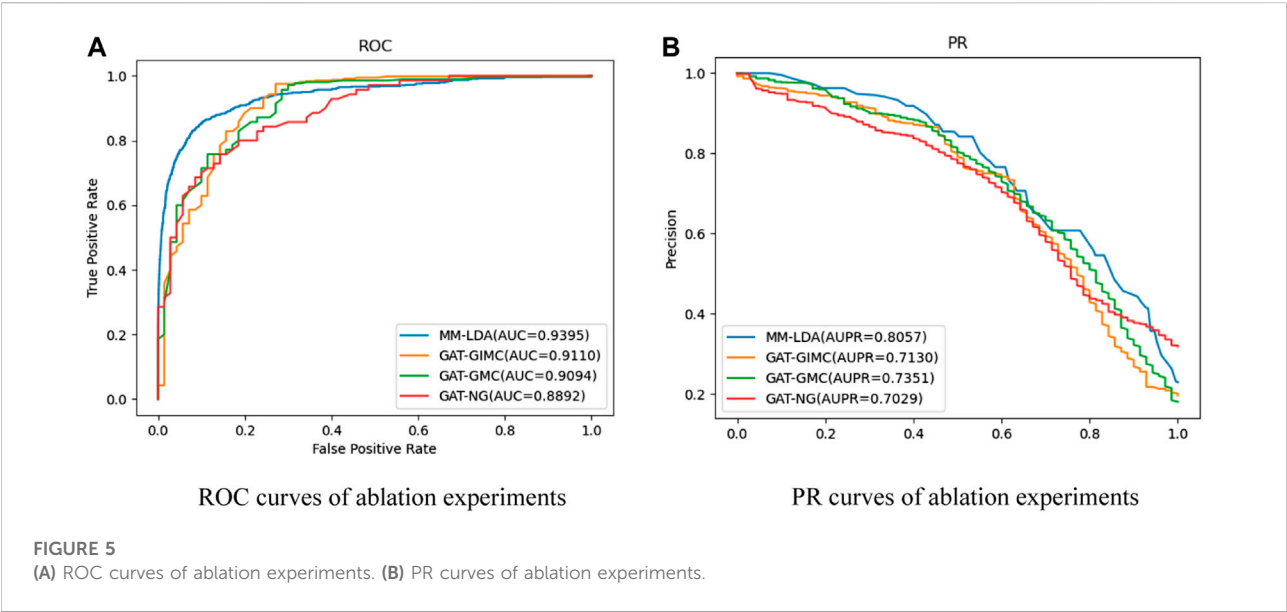 A
ROC
1.0
0.8
0.6
0.4
0.2
0.0
True Positive Rate
MM-LDA(AUC=0.9395)
GAT-GIMC(AUC=0.9110)
GAT-GMC(AUC=0.9094)
GAT-NG(AUC=0.8892)
0.0 0.2 0.4 0.6 0.8 1.0
False Positive Rate
ROC curves of ablation experiments
B
PR
1.0
0.8
0.6
0.4
0.2
Precision
MM-LDA(AUPR=0.8057)
GAT-GIMC(AUPR=0.7130)
GAT-GMC(AUPR=0.7351)
GAT-NG(AUPR=0.7029)
0.0 0.2 0.4 0.6 0.8 1.0
PR curves of ablation experiments
FIGURE 5
(A) ROC curves of ablation experiments. (B) PR curves of ablation experiments.